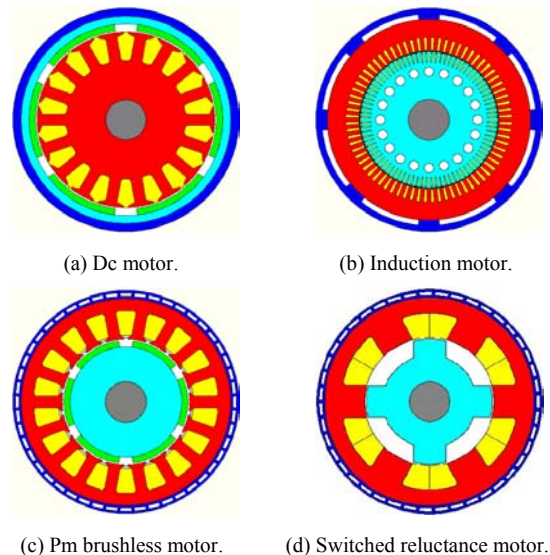 (a) Dc motor.
(b) Induction motor.
(c) Pm brushless motor.
(d) Switched reluctance motor.